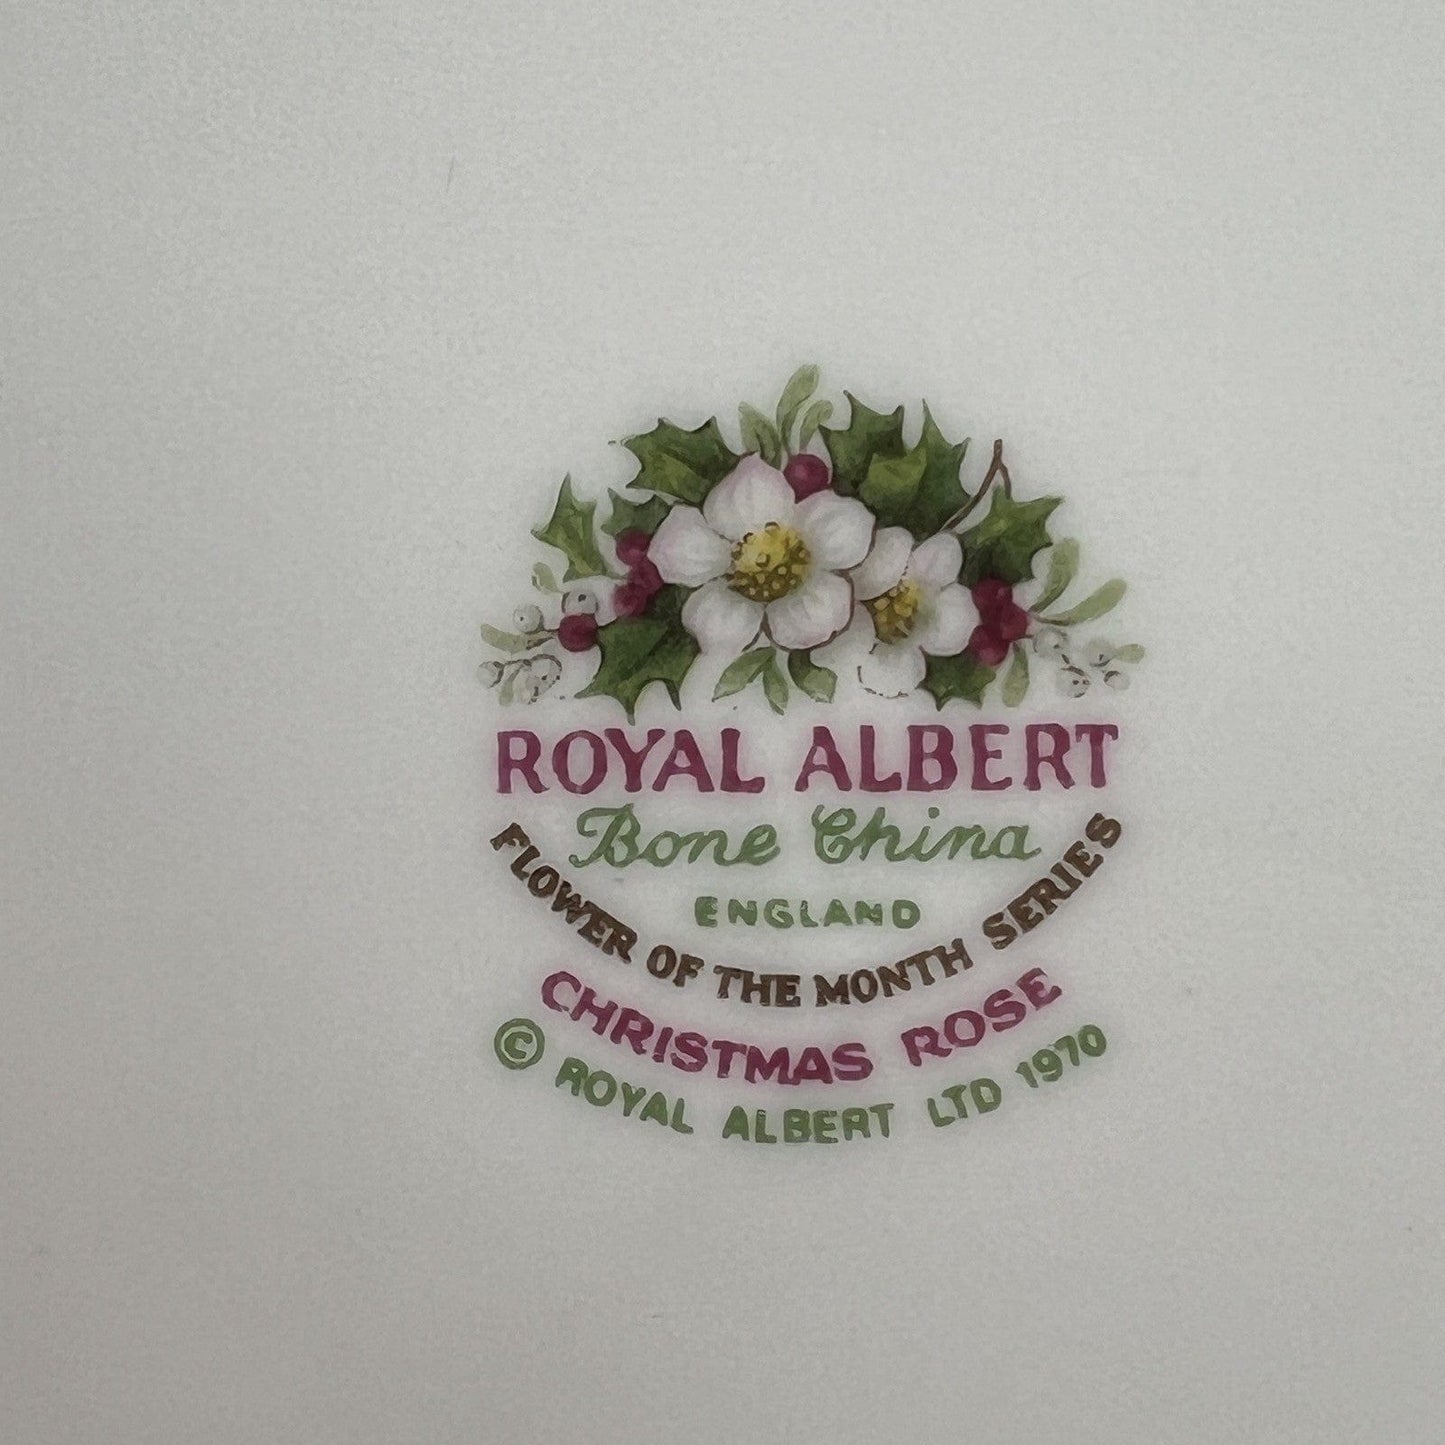 ROYAL ALBERT
Bone China
ENGLAND
FLOWER OF THE MONTH SERIES
CHRISTMAS ROSE
© ROYAL ALBERT LTD 1970